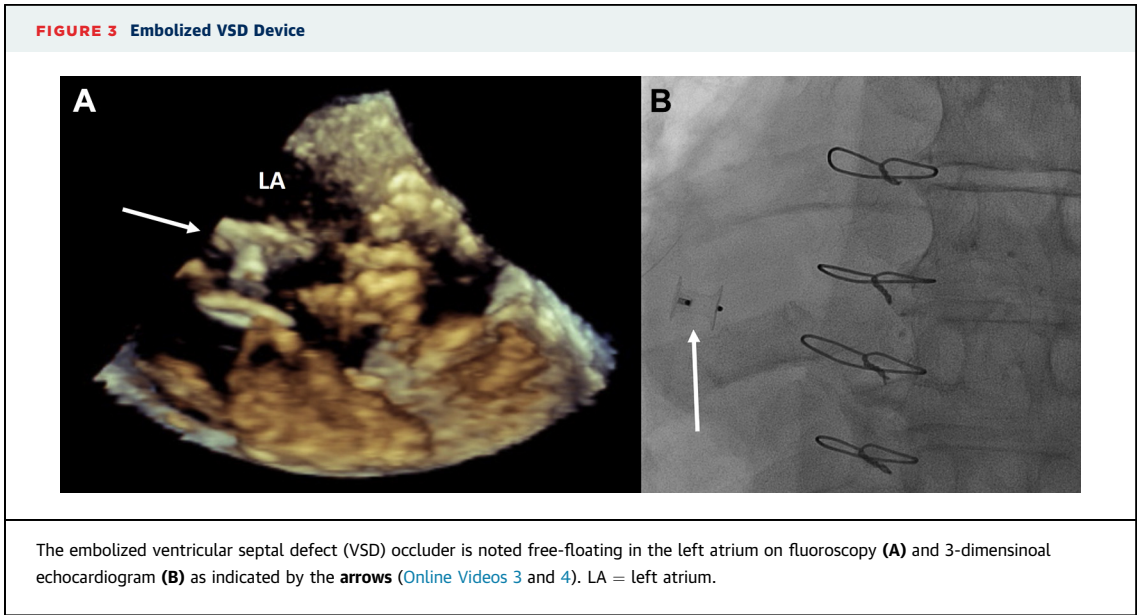 FIGURE 3 Embolized VSD Device
A
B
LA
The embolized ventricular septal defect (VSD) occluder is noted free-floating in the left atrium on fluoroscopy (A) and 3-dimensinoal
echocardiogram (B) as indicated by the arrows (Online Videos 3 and 4). LA = left atrium.